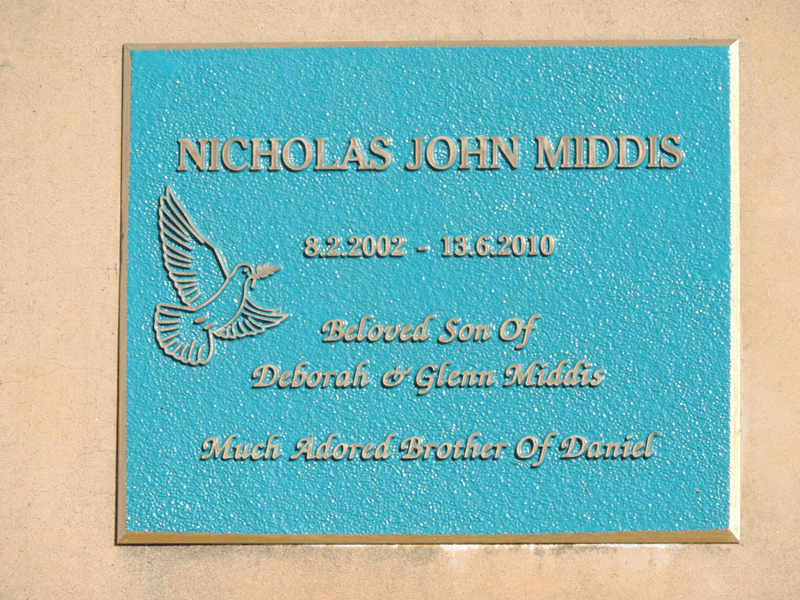 NICHOLAS JOHN MIDDIS
8.2.2002 - 13.6.2010
Beloved Son Of
Deborah & Glenn Middis
Much Adored Brother Of Daniel